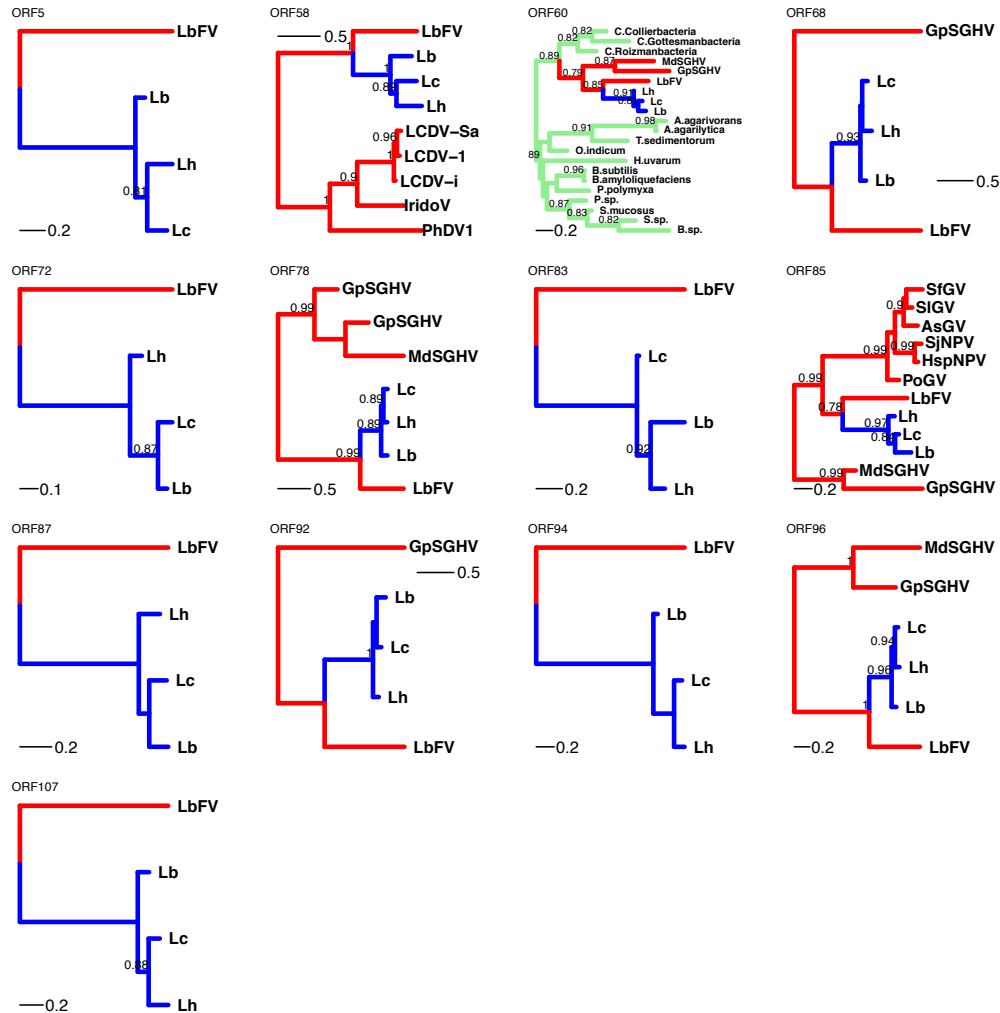 ORF5
LbFV
Lb
Lh
0.81
Lc
0.2
ORF58
0.5
LbFV
1
Lb
1
Lc
0.89
Lh
LCDV-Sa
0.96
LCDV-1
1
LCDV-i
0.9
IridoV
1
PhDV1
ORF60
C.Collierbacteria
0.82
C.Gottesmanbacteria
0.82
C.Roizmanbacteria
0.89
MdSGHV
0.87
GpSGHV
0.79
LbFV
0.85
Lh
0.91
Lc
Lb
A.agarivorans
0.98
A.agarilytica
0.91
T.sedimentorum
O.indicum
89
H.uvarum
B.subtilis
0.96
B.amyloliquefaciens
P.polymyxa
P.sp.
0.87
S.mucosus
0.83
S.sp.
0.82
B.sp.
0.2
ORF68
GpSGHV
Lc
0.93
Lh
Lb
0.5
LbFV
ORF72
LbFV
Lh
Lc
0.87
Lb
0.1
ORF78
GpSGHV
0.99
GpSGHV
MdSGHV
Lc
0.89
Lh
0.89
Lb
0.99
LbFV
0.5
ORF83
LbFV
Lc
Lb
0.92
Lh
0.2
ORF85
SfGV
0.9
SlGV
AsGV
SjNPV
0.99
HspNPV
0.99
PoGV
0.99
LbFV
0.78
Lh
0.97
Lc
0.84
Lb
MdSGHV
0.99
GpSGHV
0.2
ORF87
LbFV
Lh
Lc
Lb
0.2
ORF92
GpSGHV
0.5
Lb
Lc
1
Lh
LbFV
ORF94
LbFV
Lb
Lc
Lh
0.2
ORF96
MdSGHV
1
GpSGHV
Lc
0.94
Lh
0.96
Lb
1
LbFV
0.2
ORF107
LbFV
Lb
Lc
0.88
Lh
0.2